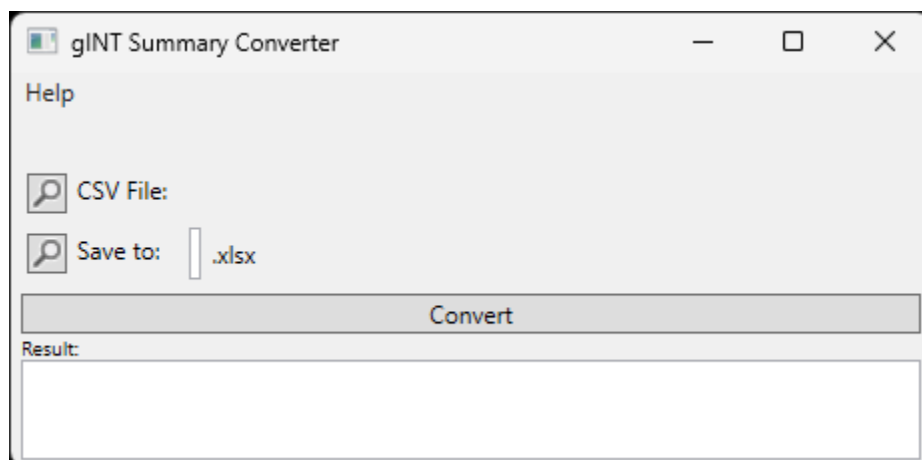 gINT Summary Converter
Help
CSV File:
Save to: .xlsx
Convert
Result: